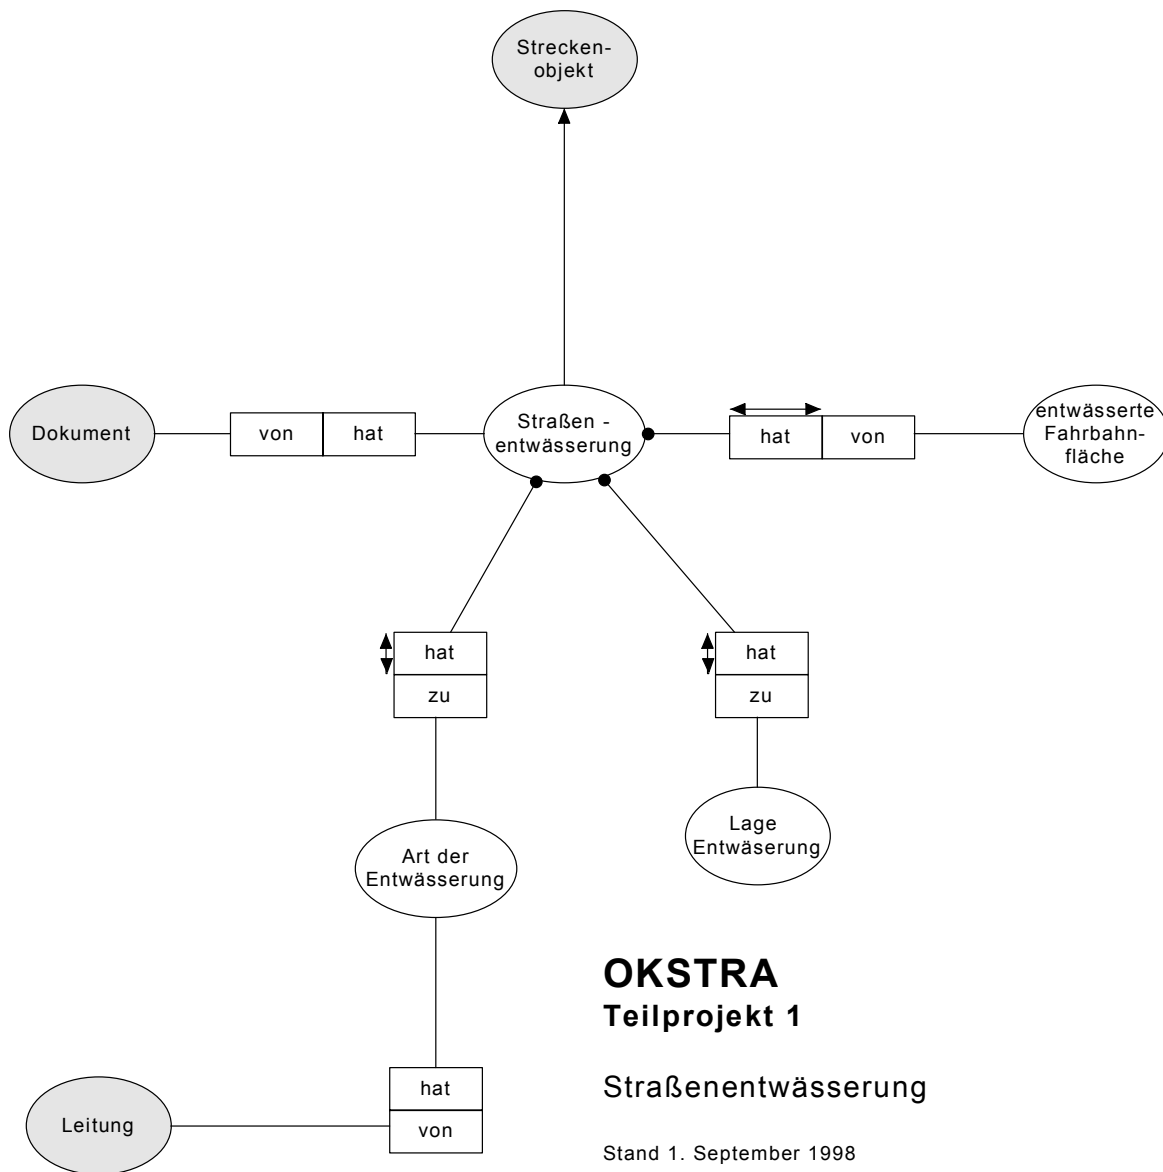 Strecken-
objekt
Dokument
von
hat
Straßen -
entwässerung
hat
von
entwässerte
Fahrbahn-
fläche
hat
zu
hat
zu
Lage
Entwäserung
Art der
Entwässerung
OKSTRA
Teilprojekt 1
hat
von
Leitung
Straßenentwässerung
Stand 1. September 1998